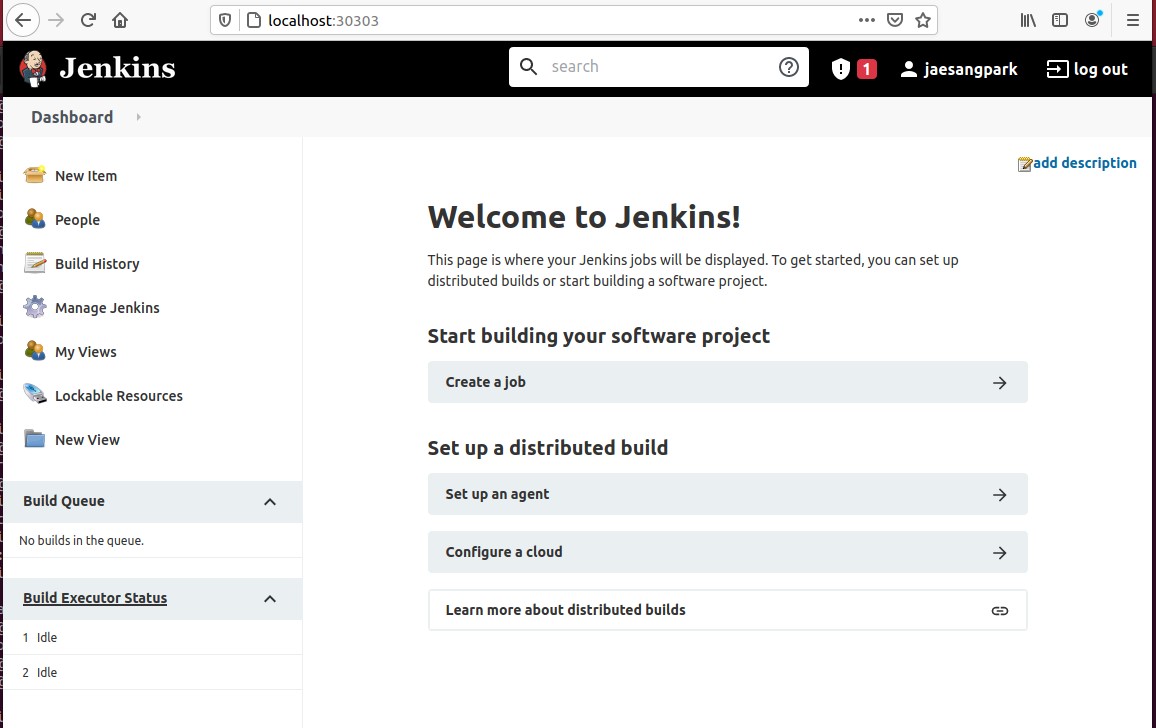 localhost:30303
Jenkins
search
1
jaesangpark
log out
Dashboard
New Item
People
Build History
Manage Jenkins
My Views
Lockable Resources
New View
Build Queue
No builds in the queue.
Build Executor Status
1 Idle
2 Idle
add description
Welcome to Jenkins!
This page is where your Jenkins jobs will be displayed. To get started, you can set up
distributed builds or start building a software project.
Start building your software project
Create a job
Set up a distributed build
Set up an agent
Configure a cloud
Learn more about distributed builds